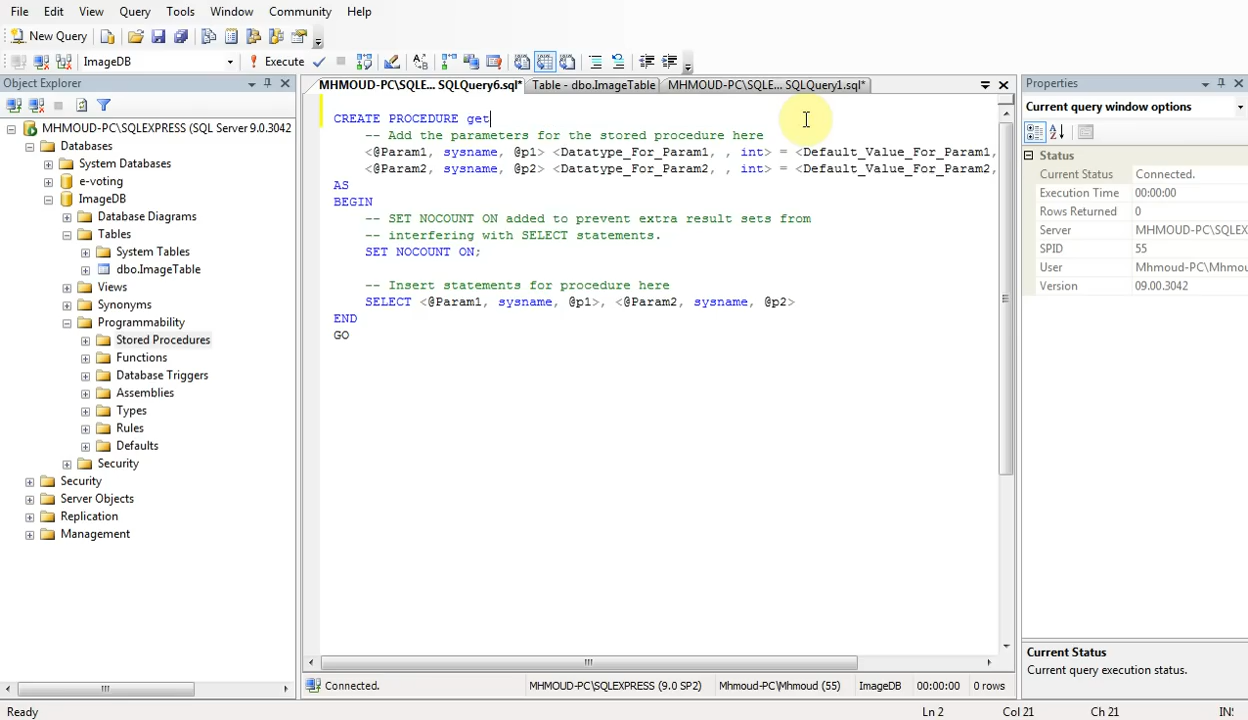 File Edit Query Tools Window Community Help
New Query
ImageDB Execute
Object Explorer
MHMOUD-PC\SQLEXPRESS (SQL Server 9.0.3042
Databases
System Databases
e-voting
ImageDB
Database Diagrams
Tables
System Tables
dbo.ImageTable
Views
Synonyms
Programmability
Stored Procedures
Functions
Database Triggers
Assemblies
Types
Rules
Defaults
Security
Security
Server Objects
Replication
Management
MHMOUD-PC\SQLE... SQLQuery6.sql* Table - dbo.ImageTable MHMOUD-PC\SQLE... SQLQuery1.sql*
CREATE PROCEDURE get
-- Add the parameters for the stored procedure here
<@Param1, sysname, @p1> <Datatype_For_Param1, , int> = <Default_Value_For_Param1,
<@Param2, sysname, @p2> <Datatype_For_Param2, , int> = <Default_Value_For_Param2,
AS
BEGIN
-- SET NOCOUNT ON added to prevent extra result sets from
-- interfering with SELECT statements.
SET NOCOUNT ON;
-- Insert statements for procedure here
SELECT <@Param1, sysname, @p1>, <@Param2, sysname, @p2>
END
GO
Connected. MHMOUD-PC\SQLEXPRESS (9.0 SP2) Mhmoud-PC\Mhmoud (55) ImageDB 00:00:00 0 rows
Properties
Current query window options
Status
Current Status Connected.
Execution Time 00:00:00
Rows Returned 0
Server MHMOUD-PC\SQLEX
SPID 55
User Mhmoud-PC\Mhmo
Version 09.00.3042
Current Status
Current query execution status.
Ready Ln 2 Col 21 Ch 21